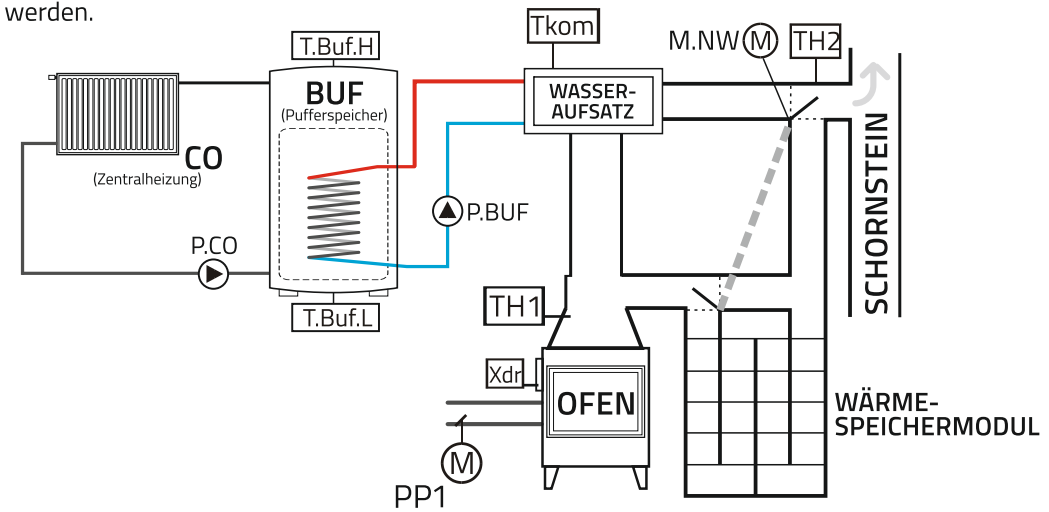 werden.
T.Buf.H
Tkom
M.NW
M
TH2
BUF
(Pufferspeicher)
WASSER-
AUFSATZ
CO
(Zentralheizung)
P.BUF
P.CO
SCHORNSTEIN
T.Buf.L
TH1
Xdr
OFEN
WÄRME-
SPEICHERMODUL
M
PP1